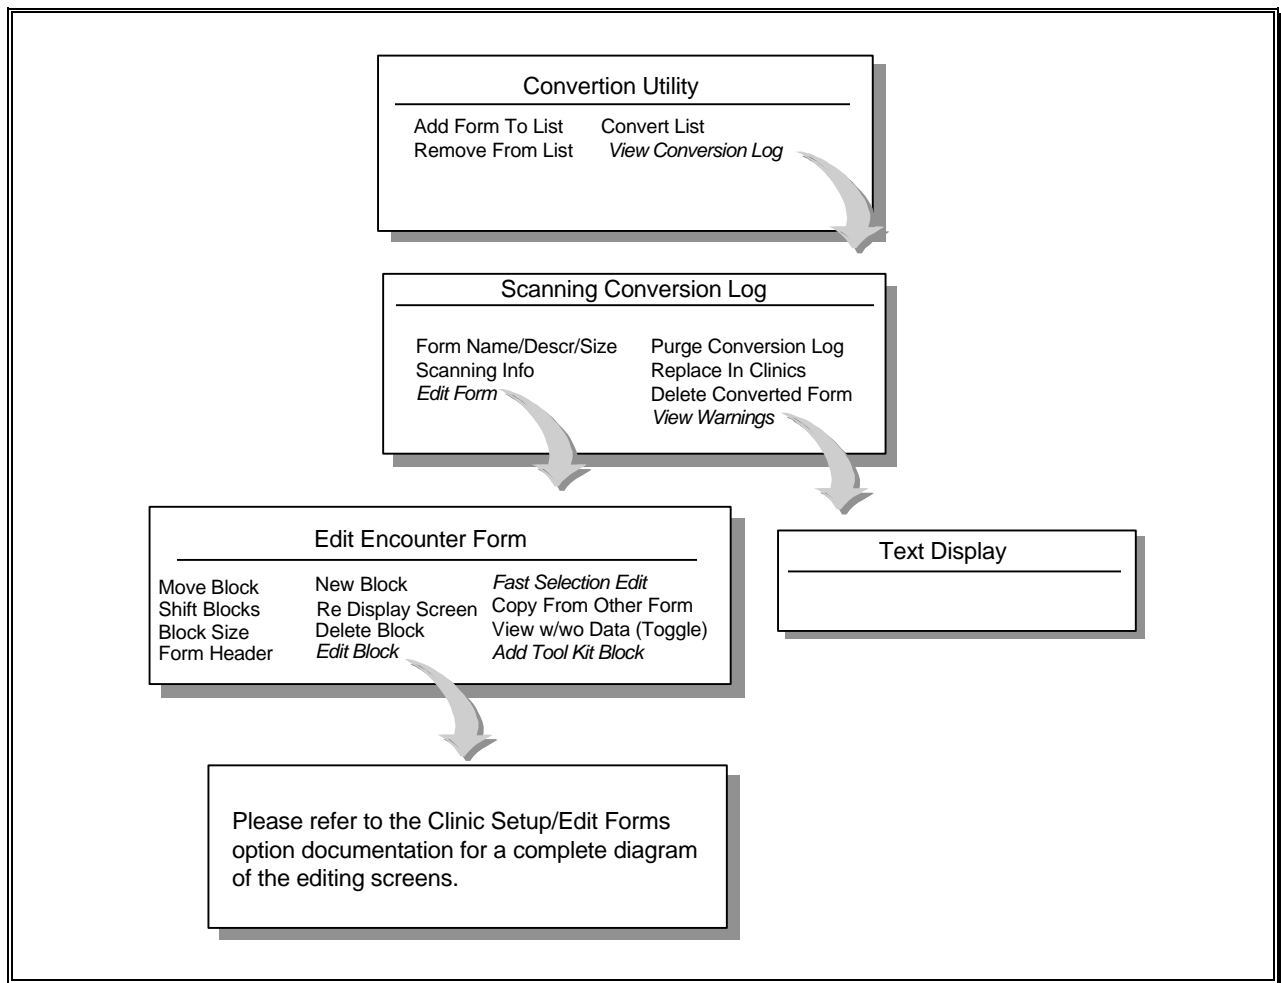 Convertion Utility
Add Form To List Convert List
Remove From List View Conversion Log
Scanning Conversion Log
Form Name/Descr/Size Purge Conversion Log
Scanning Info Replace In Clinics
Edit Form Delete Converted Form
View Warnings
Edit Encounter Form
Move Block New Block Fast Selection Edit
Shift Blocks Re Display Screen Copy From Other Form
Block Size Delete Block View w/wo Data (Toggle)
Form Header Edit Block Add Tool Kit Block
Text Display
Please refer to the Clinic Setup/Edit Forms
option documentation for a complete diagram
of the editing screens.